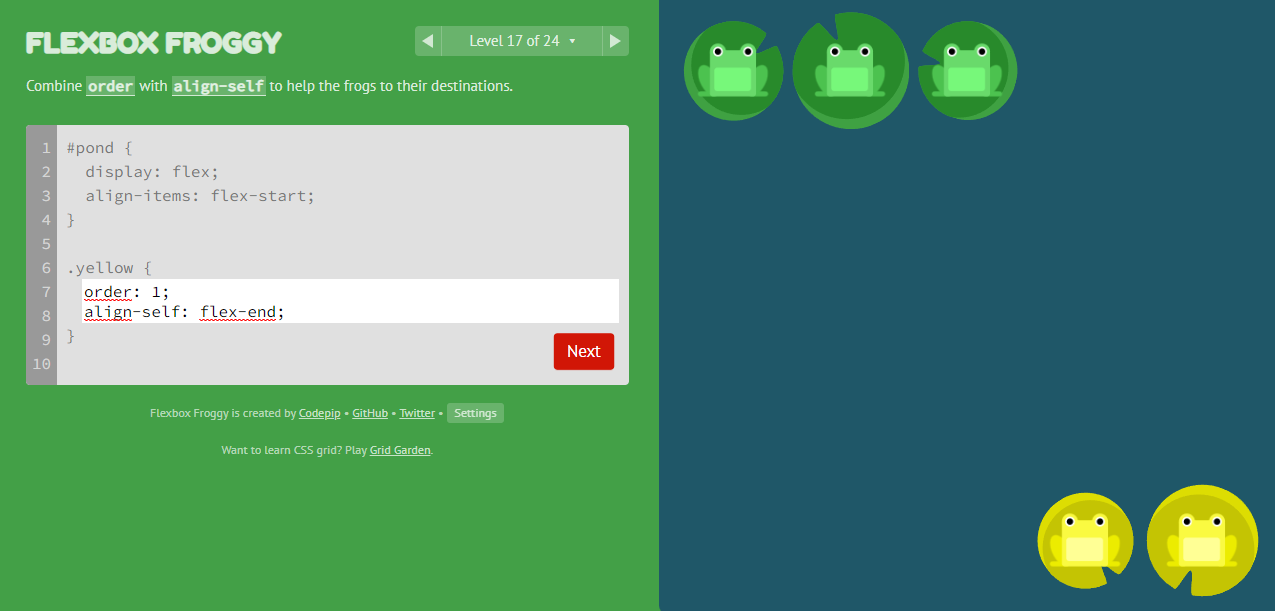 FLEXBOX FROGGY
◀ Level 17 of 24 ▾ ▶
Combine order with align-self to help the frogs to their destinations.
1 #pond {
2 display: flex;
3 align-items: flex-start;
4 }
5
6 .yellow {
7 order: 1;
8 align-self: flex-end;
9 }
10
Next
Flexbox Froggy is created by Codepip • GitHub • Twitter • Settings
Want to learn CSS grid? Play Grid Garden.